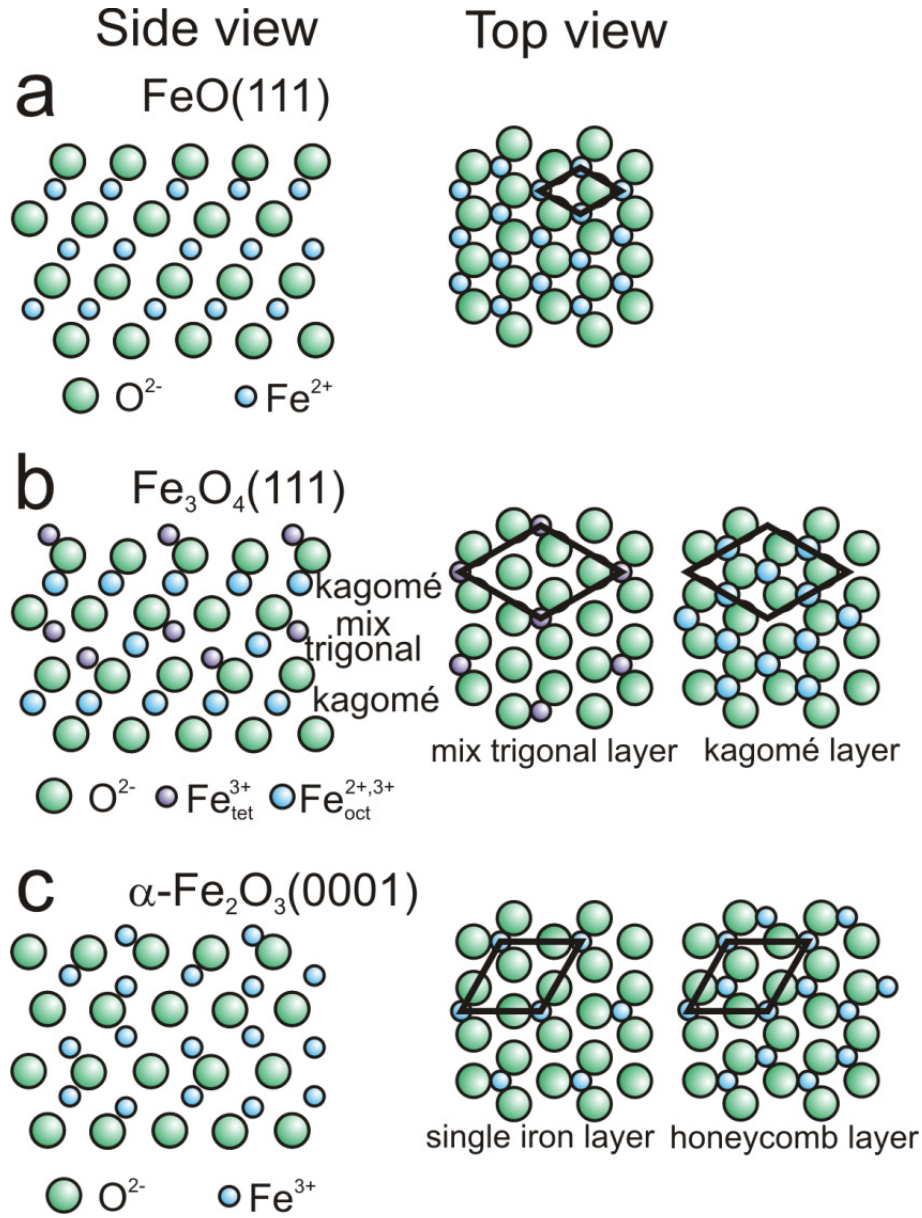 Side view
Top view
a
FeO(111)
O²⁻
Fe²⁺
b
Fe₃O₄(111)
kagomé
mix
trigonal
kagomé
mix trigonal layer
kagomé layer
O²⁻
Fe³⁺tet
Fe²⁺,³⁺oct
c
α-Fe₂O₃(0001)
single iron layer
honeycomb layer
O²⁻
Fe³⁺